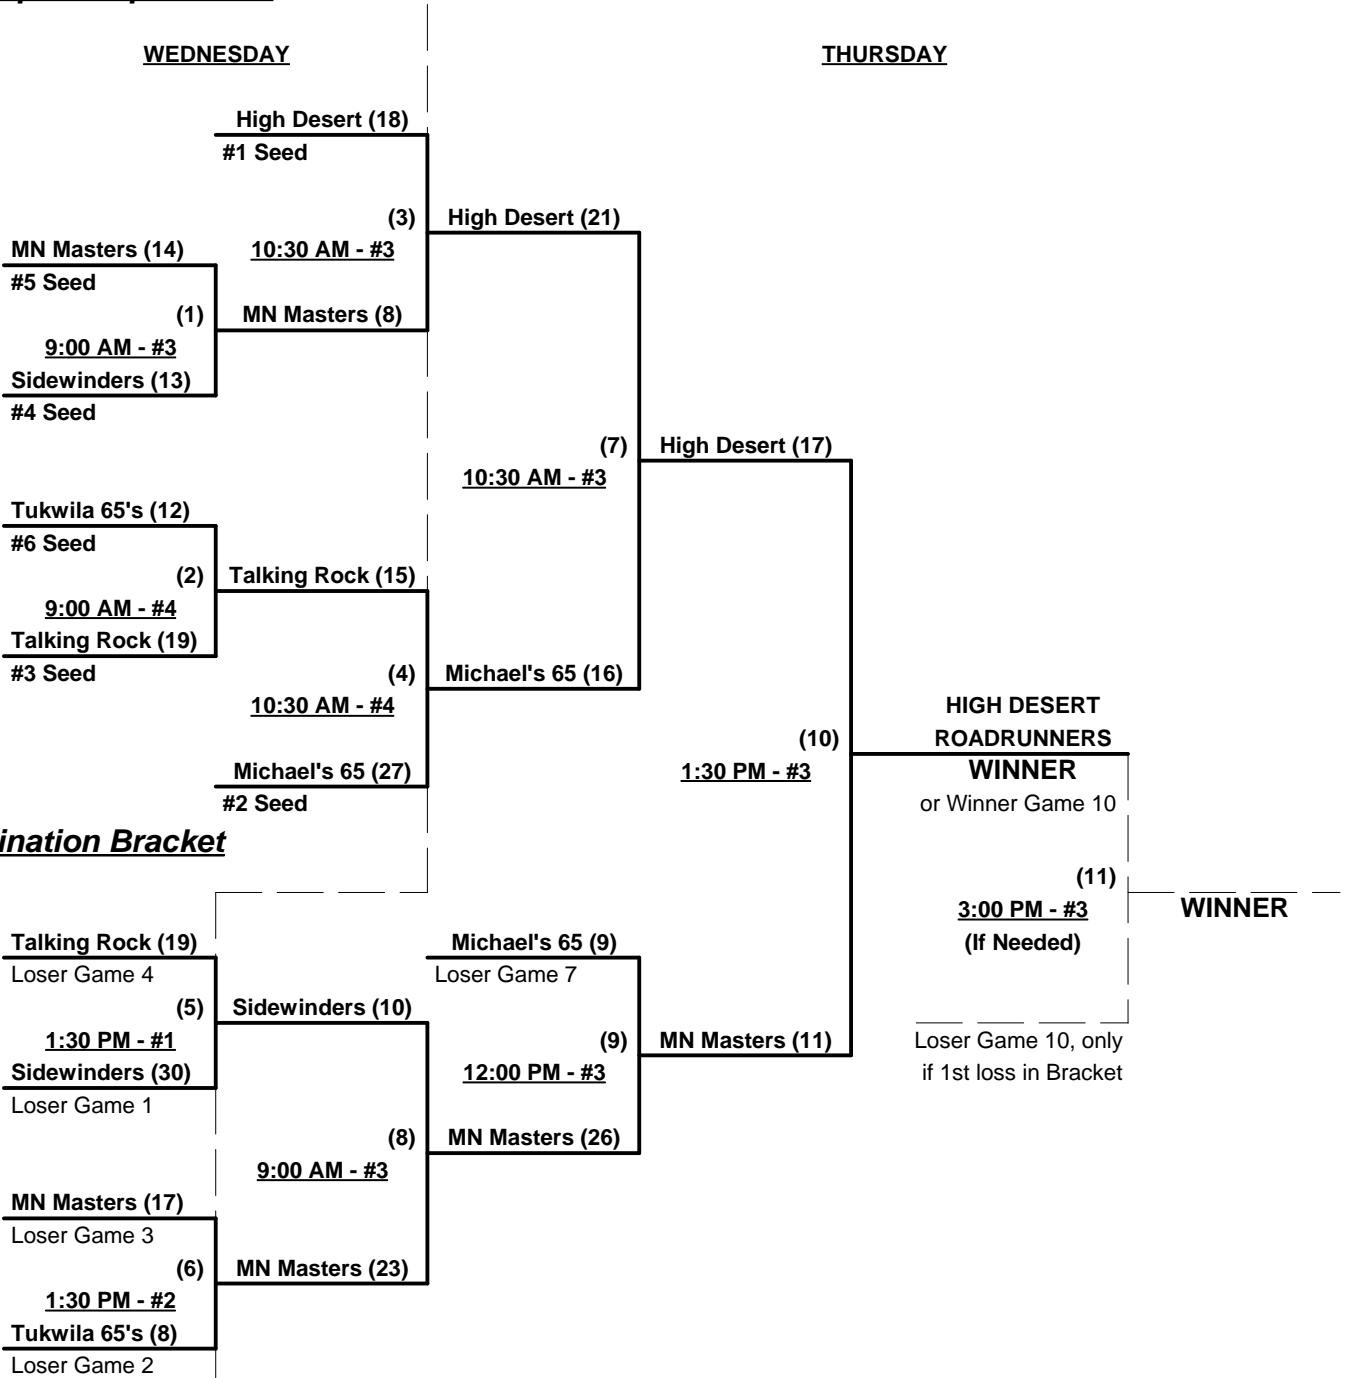 WEDNESDAY
THURSDAY
High Desert (18)
#1 Seed
(3)
High Desert (21)
MN Masters (14)
10:30 AM - #3
#5 Seed
(1)
MN Masters (8)
9:00 AM - #3
Sidewinders (13)
#4 Seed
(7)
High Desert (17)
10:30 AM - #3
Tukwila 65's (12)
#6 Seed
(2)
Talking Rock (15)
9:00 AM - #4
Talking Rock (19)
#3 Seed
(4)
Michael's 65 (16)
10:30 AM - #4
HIGH DESERT
(10)
ROADRUNNERS
Michael's 65 (27)
1:30 PM - #3
WINNER
#2 Seed
or Winner Game 10
ination Bracket
(11)
3:00 PM - #3
WINNER
(If Needed)
Talking Rock (19)
Michael's 65 (9)
Loser Game 4
Loser Game 7
(5)
Sidewinders (10)
1:30 PM - #1
(9)
MN Masters (11)
Loser Game 10, only
Sidewinders (30)
12:00 PM - #3
if 1st loss in Bracket
Loser Game 1
(8)
MN Masters (26)
9:00 AM - #3
MN Masters (17)
Loser Game 3
(6)
MN Masters (23)
1:30 PM - #2
Tukwila 65's (8)
Loser Game 2